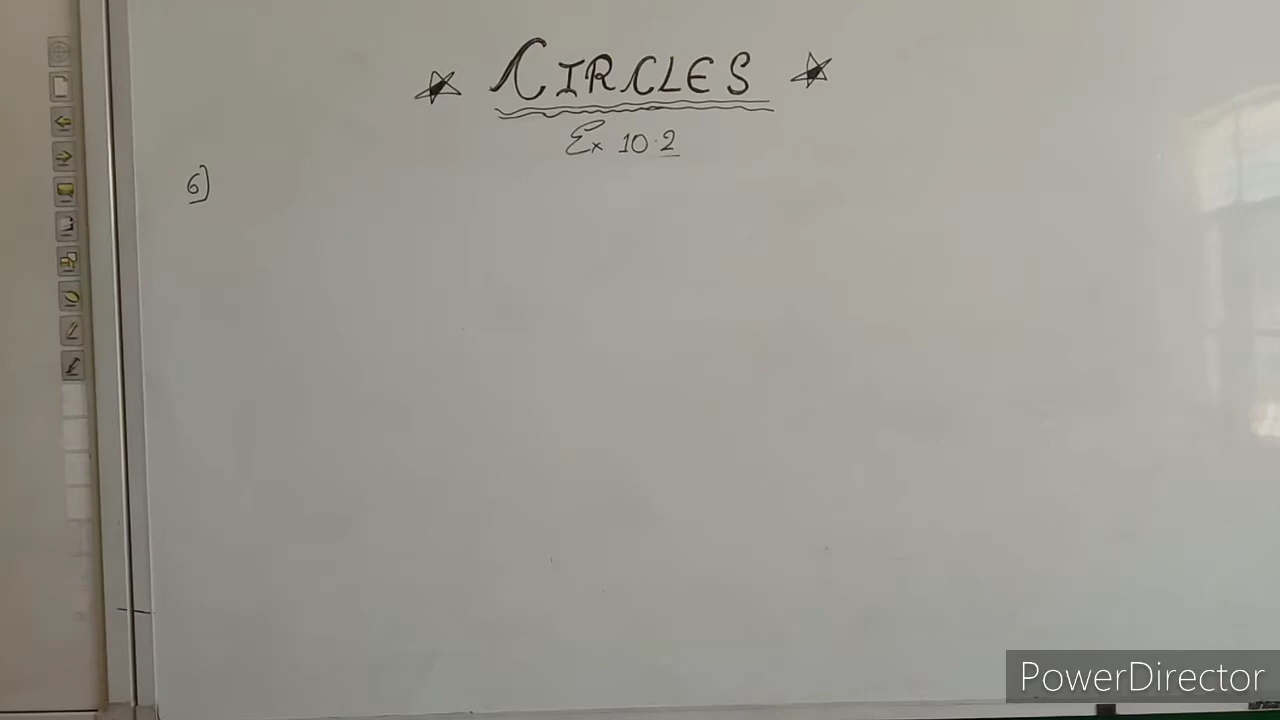 ★ CIRCLES ★
Ex 10.2
6)
PowerDirector